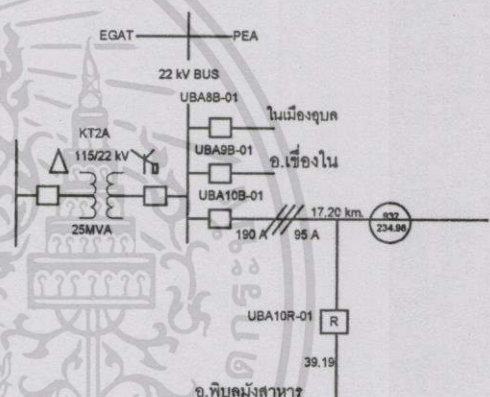 EGAT PEA
22 kV BUS
UBA8B-01
ในเมืองอุบล
KT2A
115/22 kV
UBA9B-01
อ.เขื่องใน
UBA10B-01
25MVA
190 A
95 A
17.20 km.
937
234.98
UBA10R-01
R
39.19
อ.พิบูลมังสาหาร